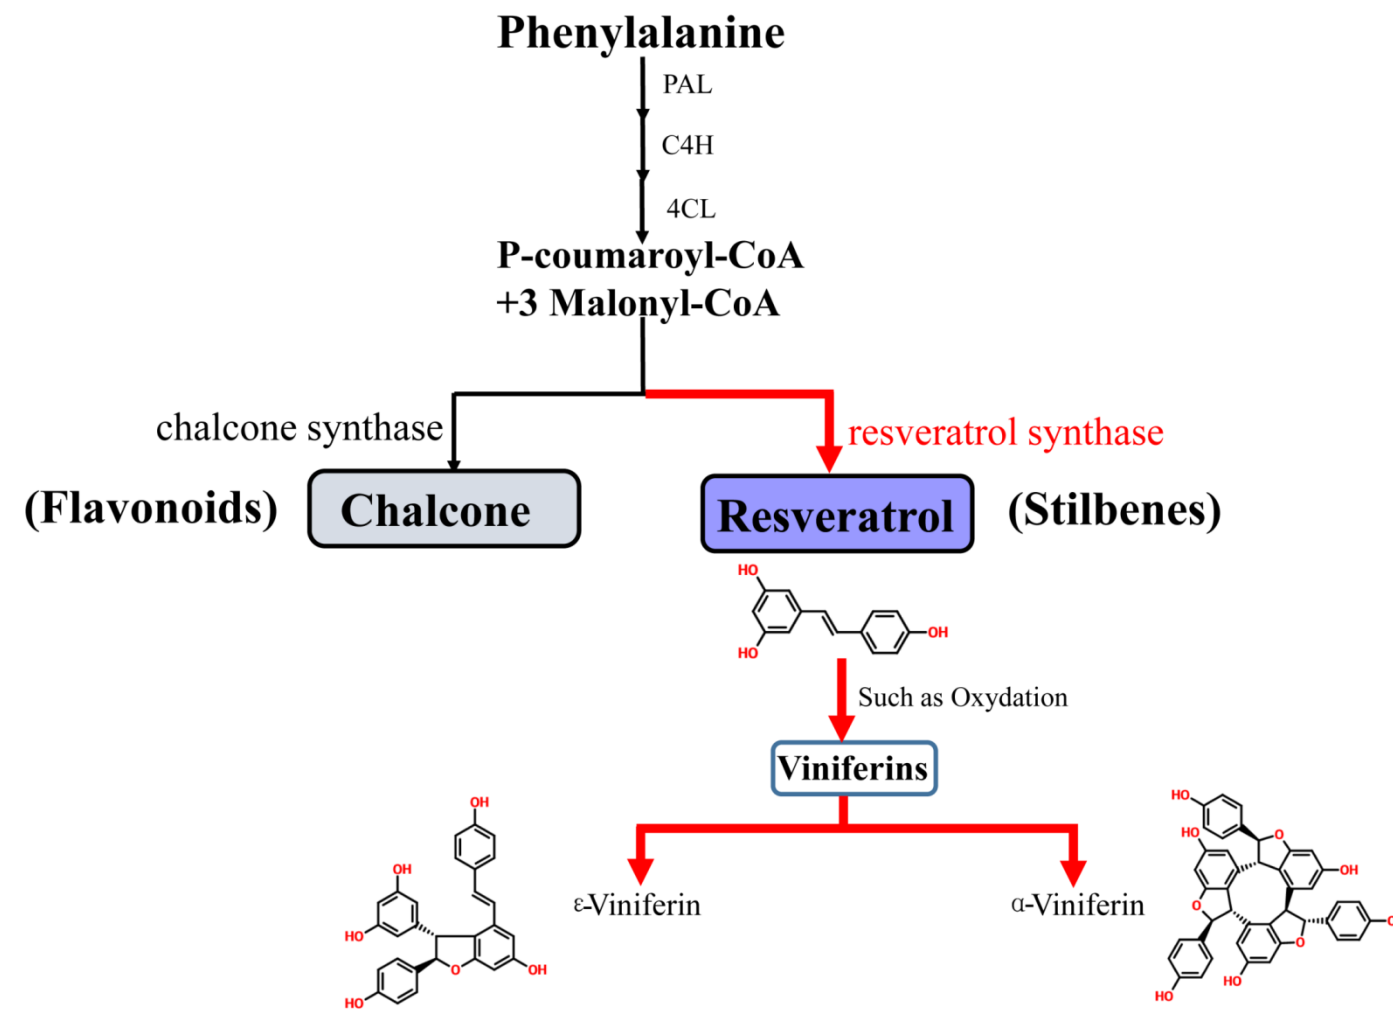 Phenylalanine
PAL
C4H
4CL
P-coumaroyl-CoA
+3 Malonyl-CoA
chalcone synthase
resveratrol synthase
(Flavonoids)
Chalcone
Resveratrol
(Stilbenes)
HO
OH
HO
Such as Oxydation
Viniferins
ε-Viniferin
α-Viniferin
OH
OH
HO
O
OH
HO
HO
O
HO
OH
O
O
O
HO
HO